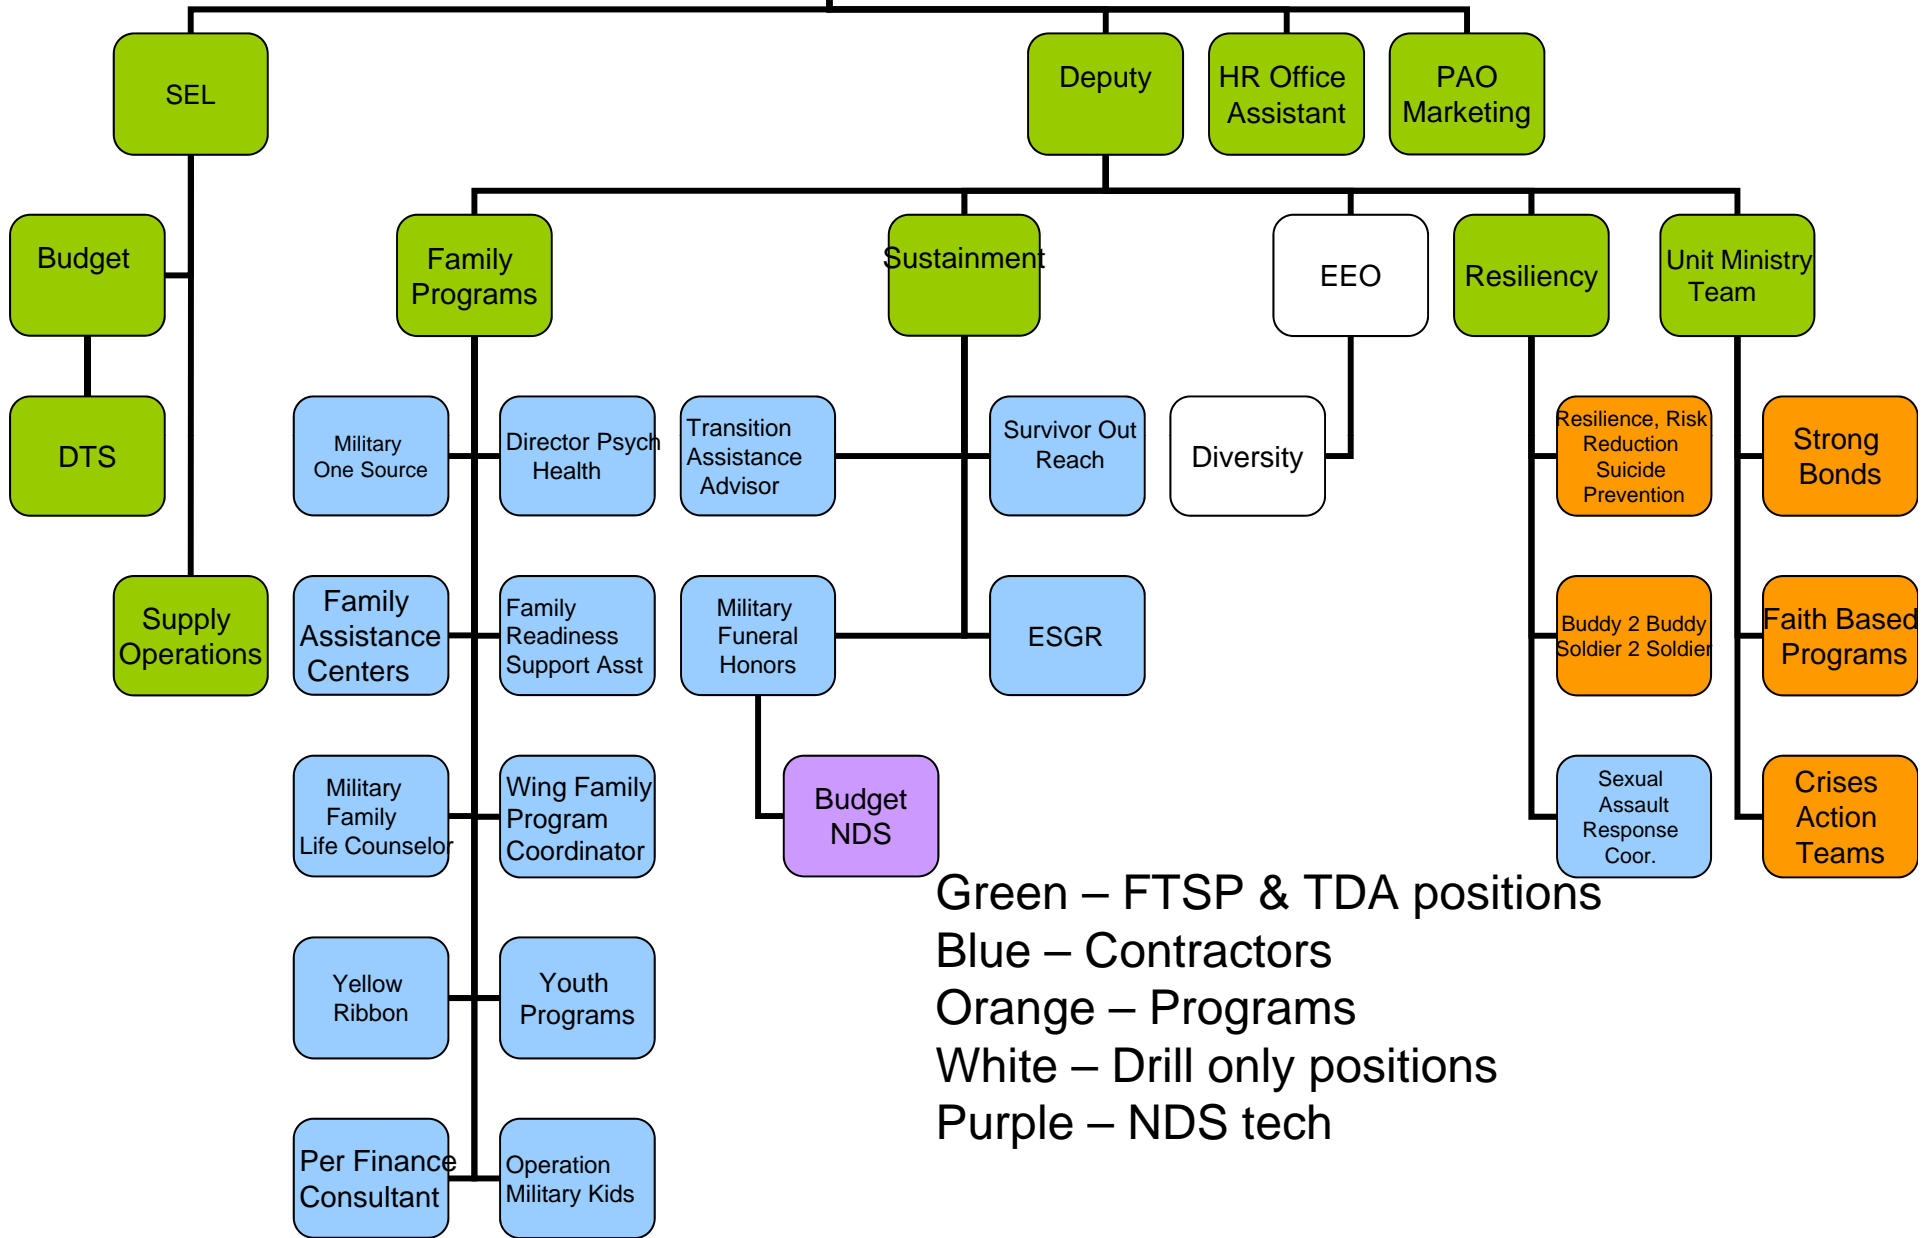 SEL
Deputy
HR Office
Assistant
PAO
Marketing
Budget
Family
Programs
Sustainment
EEO
Resiliency
Unit Ministry
Team
DTS
Military
One Source
Director Psych
Health
Transition
Assistance
Advisor
Survivor Out
Reach
Diversity
Resilience, Risk
Reduction
Suicide
Prevention
Strong
Bonds
Supply
Operations
Family
Assistance
Centers
Family
Readiness
Support Asst
Military
Funeral
Honors
ESGR
Buddy 2 Buddy
Soldier 2 Soldier
Faith Based
Programs
Military
Family
Life Counselor
Wing Family
Program
Coordinator
Budget
NDS
Sexual
Assault
Response
Coor.
Crises
Action
Teams
Yellow
Ribbon
Youth
Programs
Per Finance
Consultant
Operation
Military Kids
Green – FTSP & TDA positions
Blue – Contractors
Orange – Programs
White – Drill only positions
Purple – NDS tech